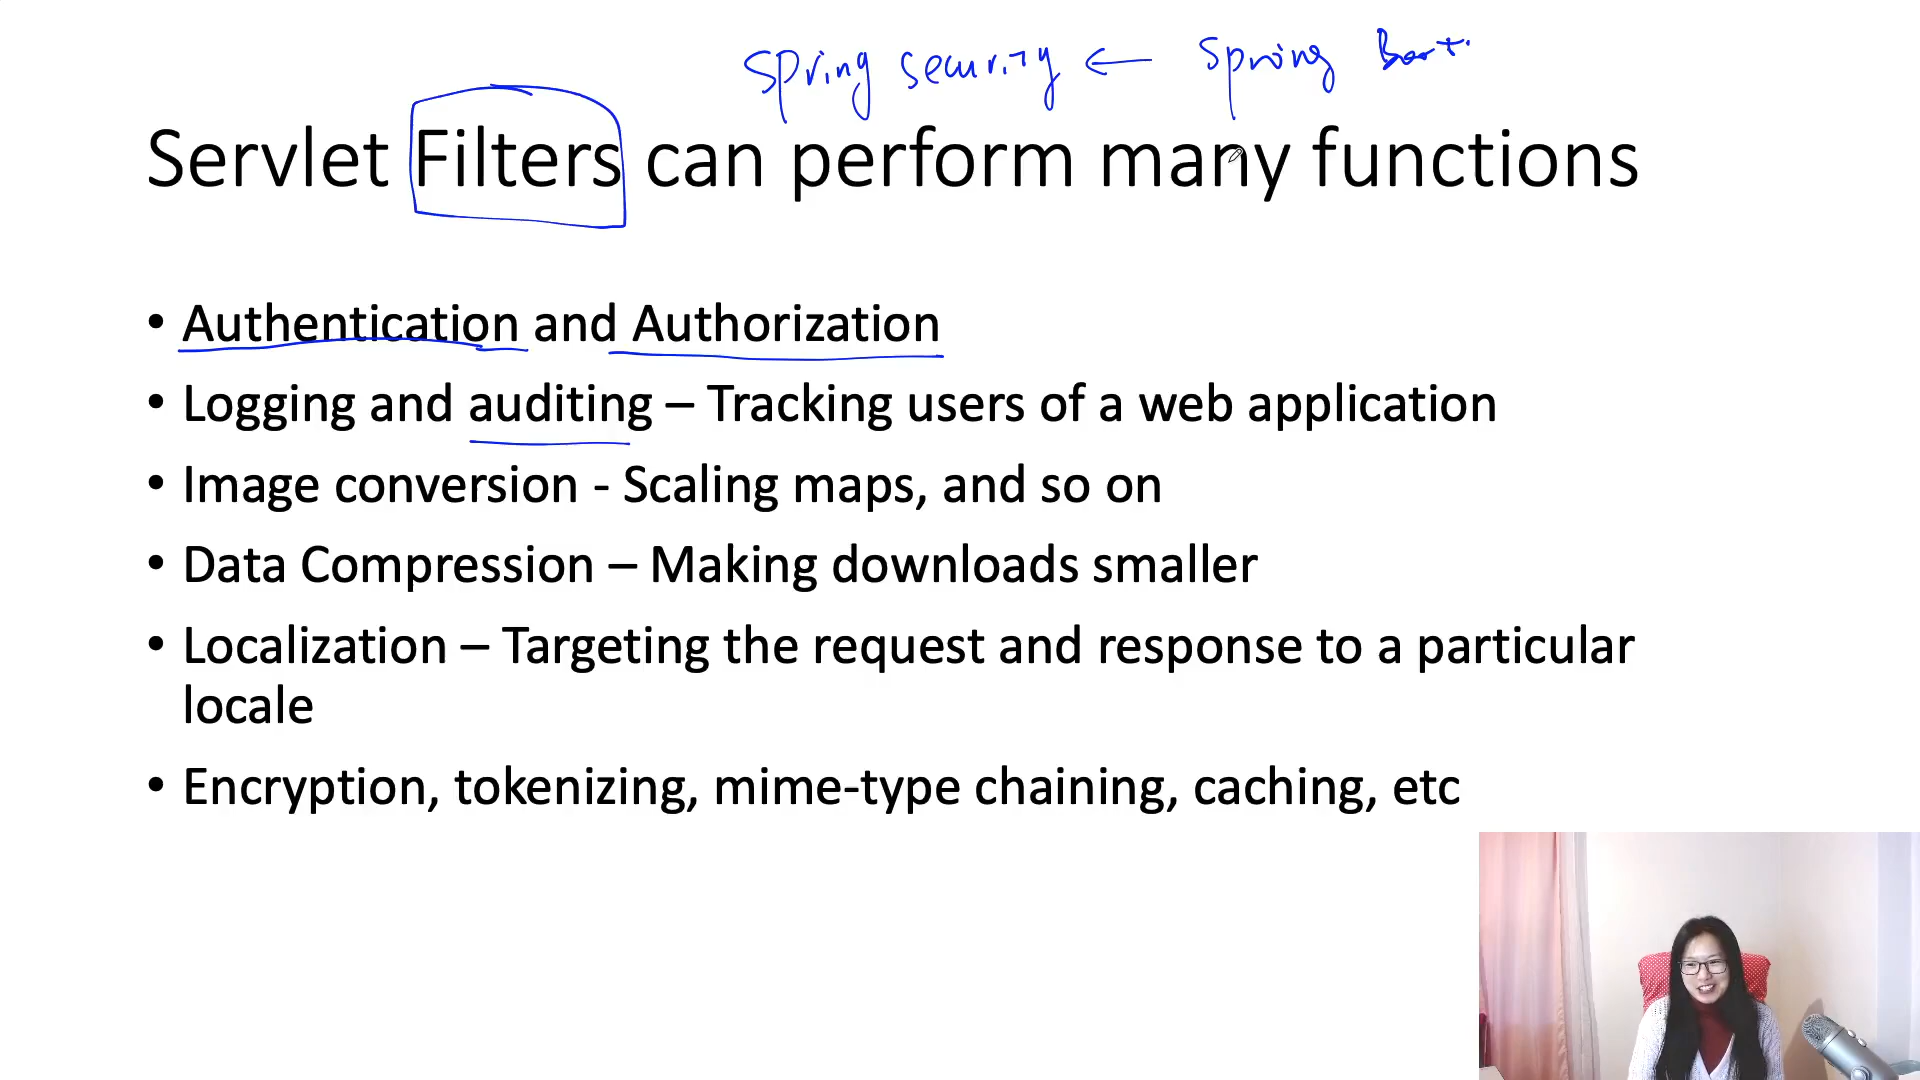 Spring security ← Spring Boot
Servlet Filters can perform many functions
• Authentication and Authorization
• Logging and auditing – Tracking users of a web application
• Image conversion - Scaling maps, and so on
• Data Compression – Making downloads smaller
• Localization – Targeting the request and response to a particular
locale
• Encryption, tokenizing, mime-type chaining, caching, etc